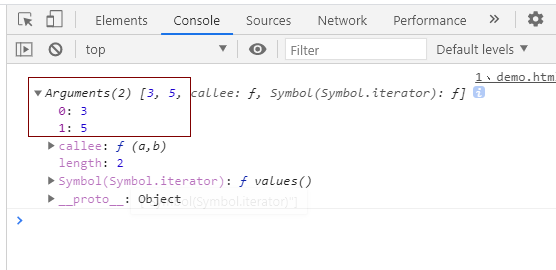 Elements Console Sources Network Performance »
top Filter Default levels
1、demo.htm
Arguments(2) [3, 5, callee: ƒ, Symbol(Symbol.iterator): ƒ] i
0: 3
1: 5
callee: ƒ (a,b)
length: 2
Symbol(Symbol.iterator): ƒ values()
__proto__: Object